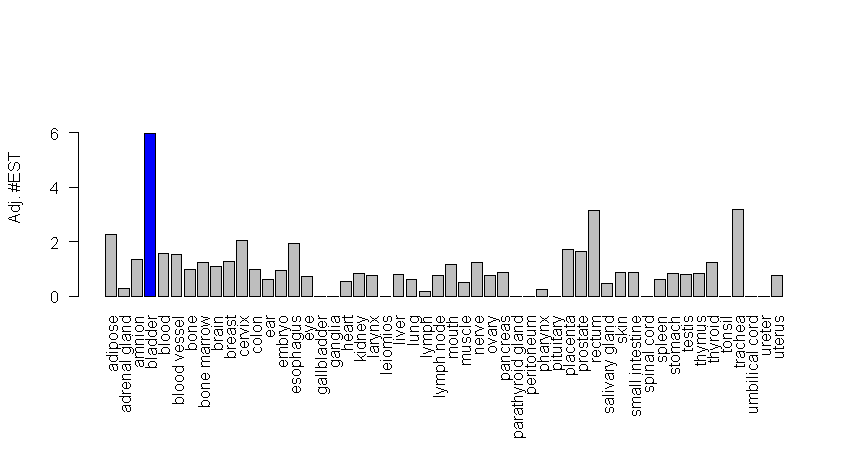 Adj. #EST
6
4
2
0
adipose
adrenal gland
amnion
bladder
blood
blood vessel
bone
bone marrow
brain
breast
cervix
colon
ear
embryo
esophagus
eye
gallbladder
ganglia
heart
kidney
larynx
leiomios
liver
lung
lymph
lymph node
mouth
muscle
nerve
ovary
pancreas
parathyroid gland
peritoneum
pharynx
pituitary
placenta
prostate
rectum
salivary gland
skin
small intestine
spinal cord
spleen
stomach
testis
thymus
thyroid
tonsil
trachea
umbilical cord
ureter
uterus